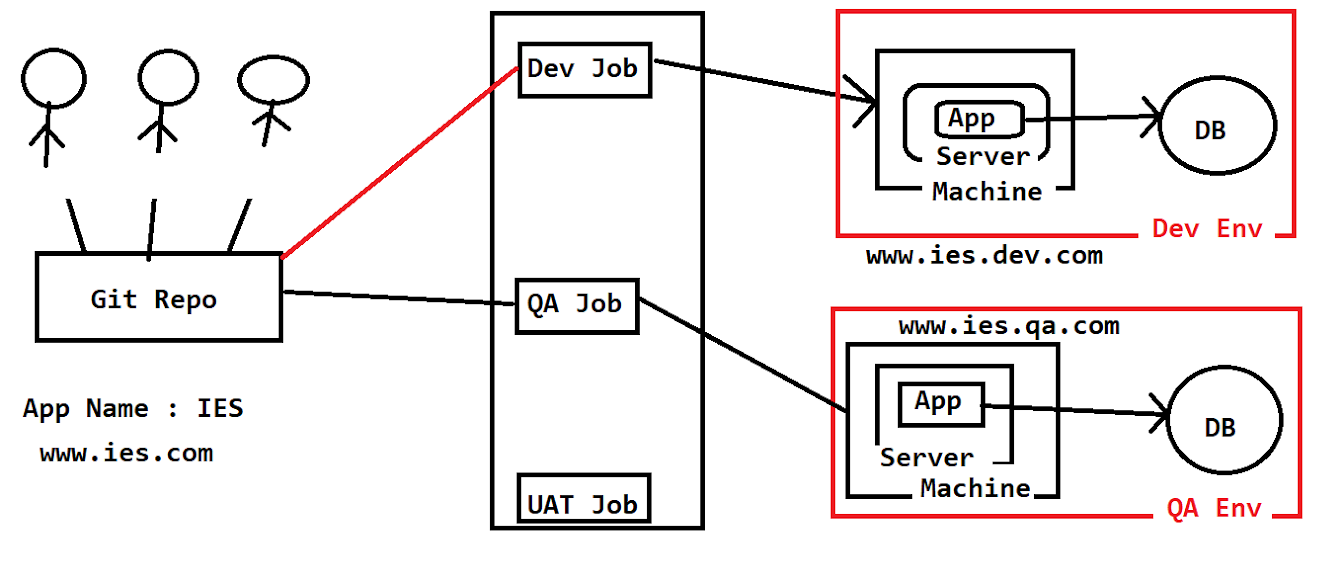 Git Repo
App Name : IES
www.ies.com
Dev Job
QA Job
UAT Job
App
Server
Machine
DB
Dev Env
www.ies.dev.com
www.ies.qa.com
App
Server
Machine
DB
QA Env